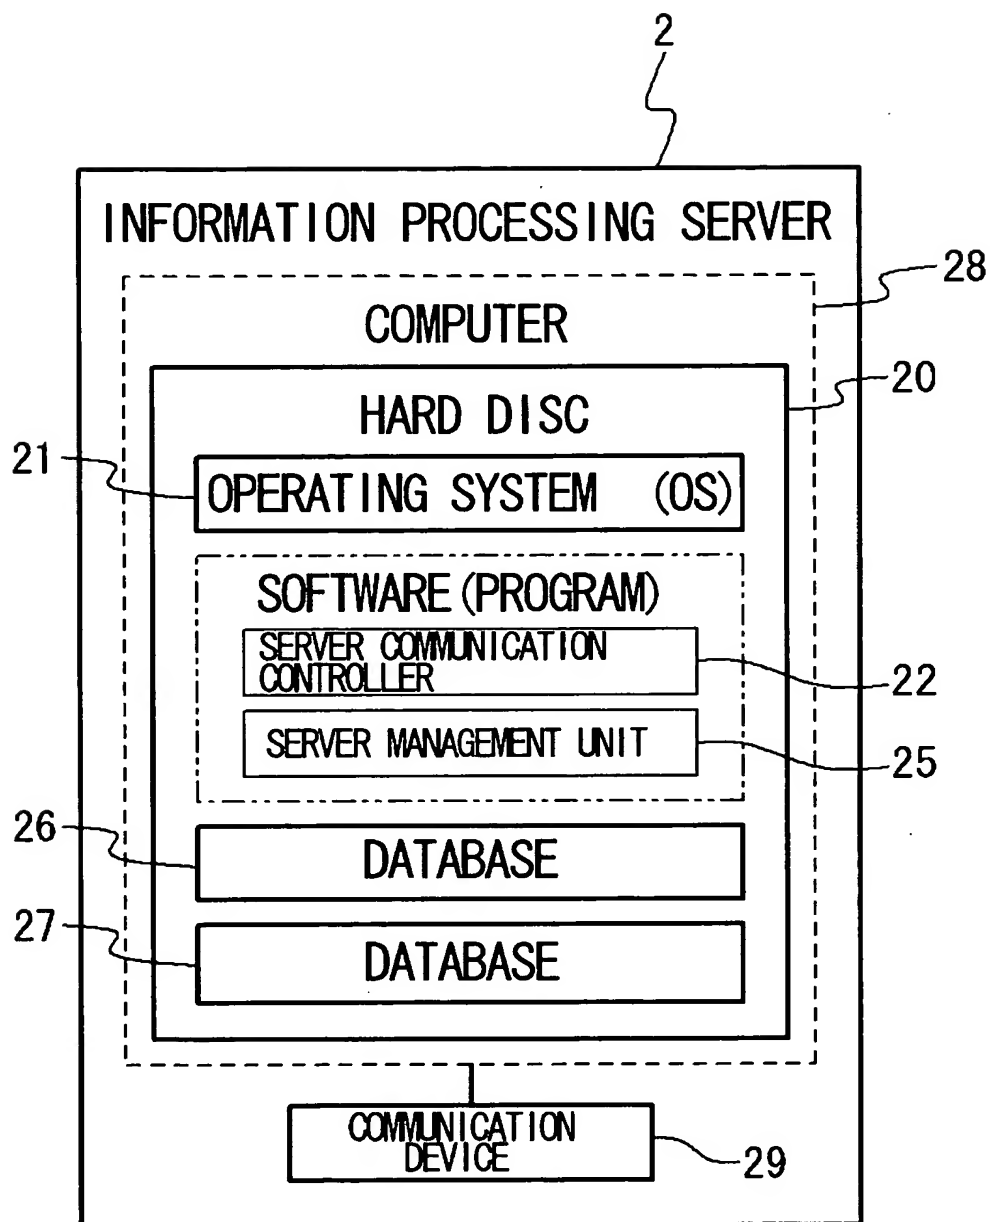 2
INFORMATION PROCESSING SERVER
28
COMPUTER
20
HARD DISC
21
OPERATING SYSTEM (OS)
SOFTWARE (PROGRAM)
SERVER COMMUNICATION
CONTROLLER
22
SERVER MANAGEMENT UNIT
25
26
DATABASE
27
DATABASE
COMMUNICATION
DEVICE
29